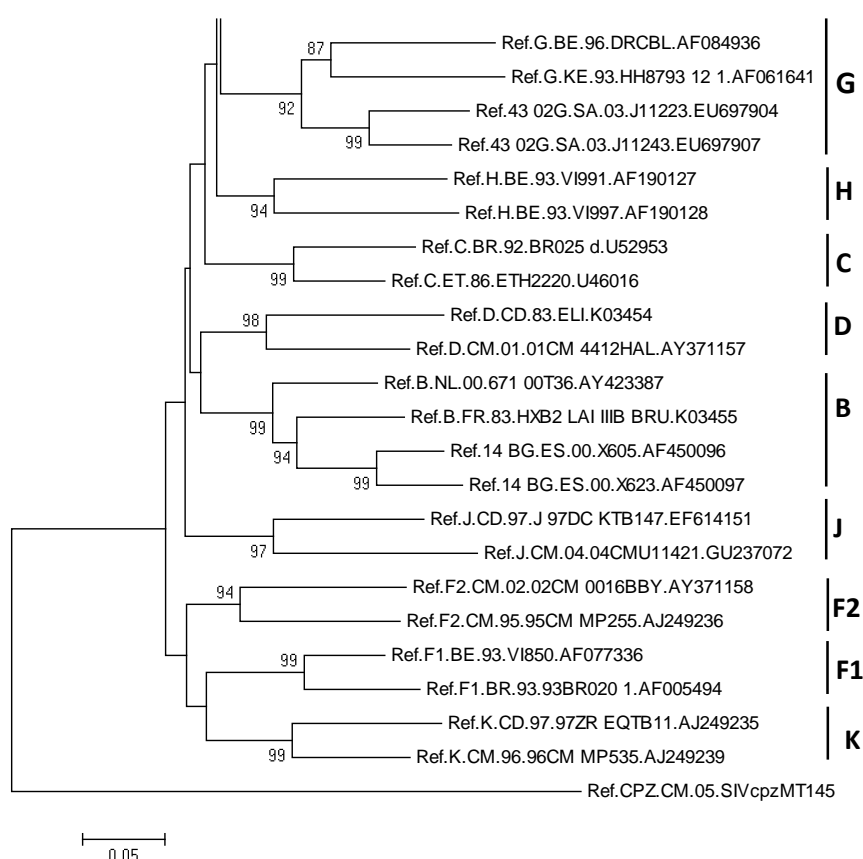 87
Ref.G.BE.96.DRCBL.AF084936
Ref.G.KE.93.HH8793 12 1.AF061641
G
92
Ref.43 02G.SA.03.J11223.EU697904
99
Ref.43 02G.SA.03.J11243.EU697907
Ref.H.BE.93.VI991.AF190127
H
94
Ref.H.BE.93.VI997.AF190128
Ref.C.BR.92.BR025 d.U52953
C
99
Ref.C.ET.86.ETH2220.U46016
98
Ref.D.CD.83.ELI.K03454
D
Ref.D.CM.01.01CM 4412HAL.AY371157
Ref.B.NL.00.671 00T36.AY423387
B
99
Ref.B.FR.83.HXB2 LAI IIIB BRU.K03455
94
Ref.14 BG.ES.00.X605.AF450096
99
Ref.14 BG.ES.00.X623.AF450097
Ref.J.CD.97.J 97DC KTB147.EF614151
J
97
Ref.J.CM.04.04CMU11421.GU237072
94
Ref.F2.CM.02.02CM 0016BBY.AY371158
F2
Ref.F2.CM.95.95CM MP255.AJ249236
99
Ref.F1.BE.93.VI850.AF077336
F1
Ref.F1.BR.93.93BR020 1.AF005494
Ref.K.CD.97.97ZR EQTB11.AJ249235
K
99
Ref.K.CM.96.96CM MP535.AJ249239
Ref.CPZ.CM.05.SIVcpzMT145
0.05